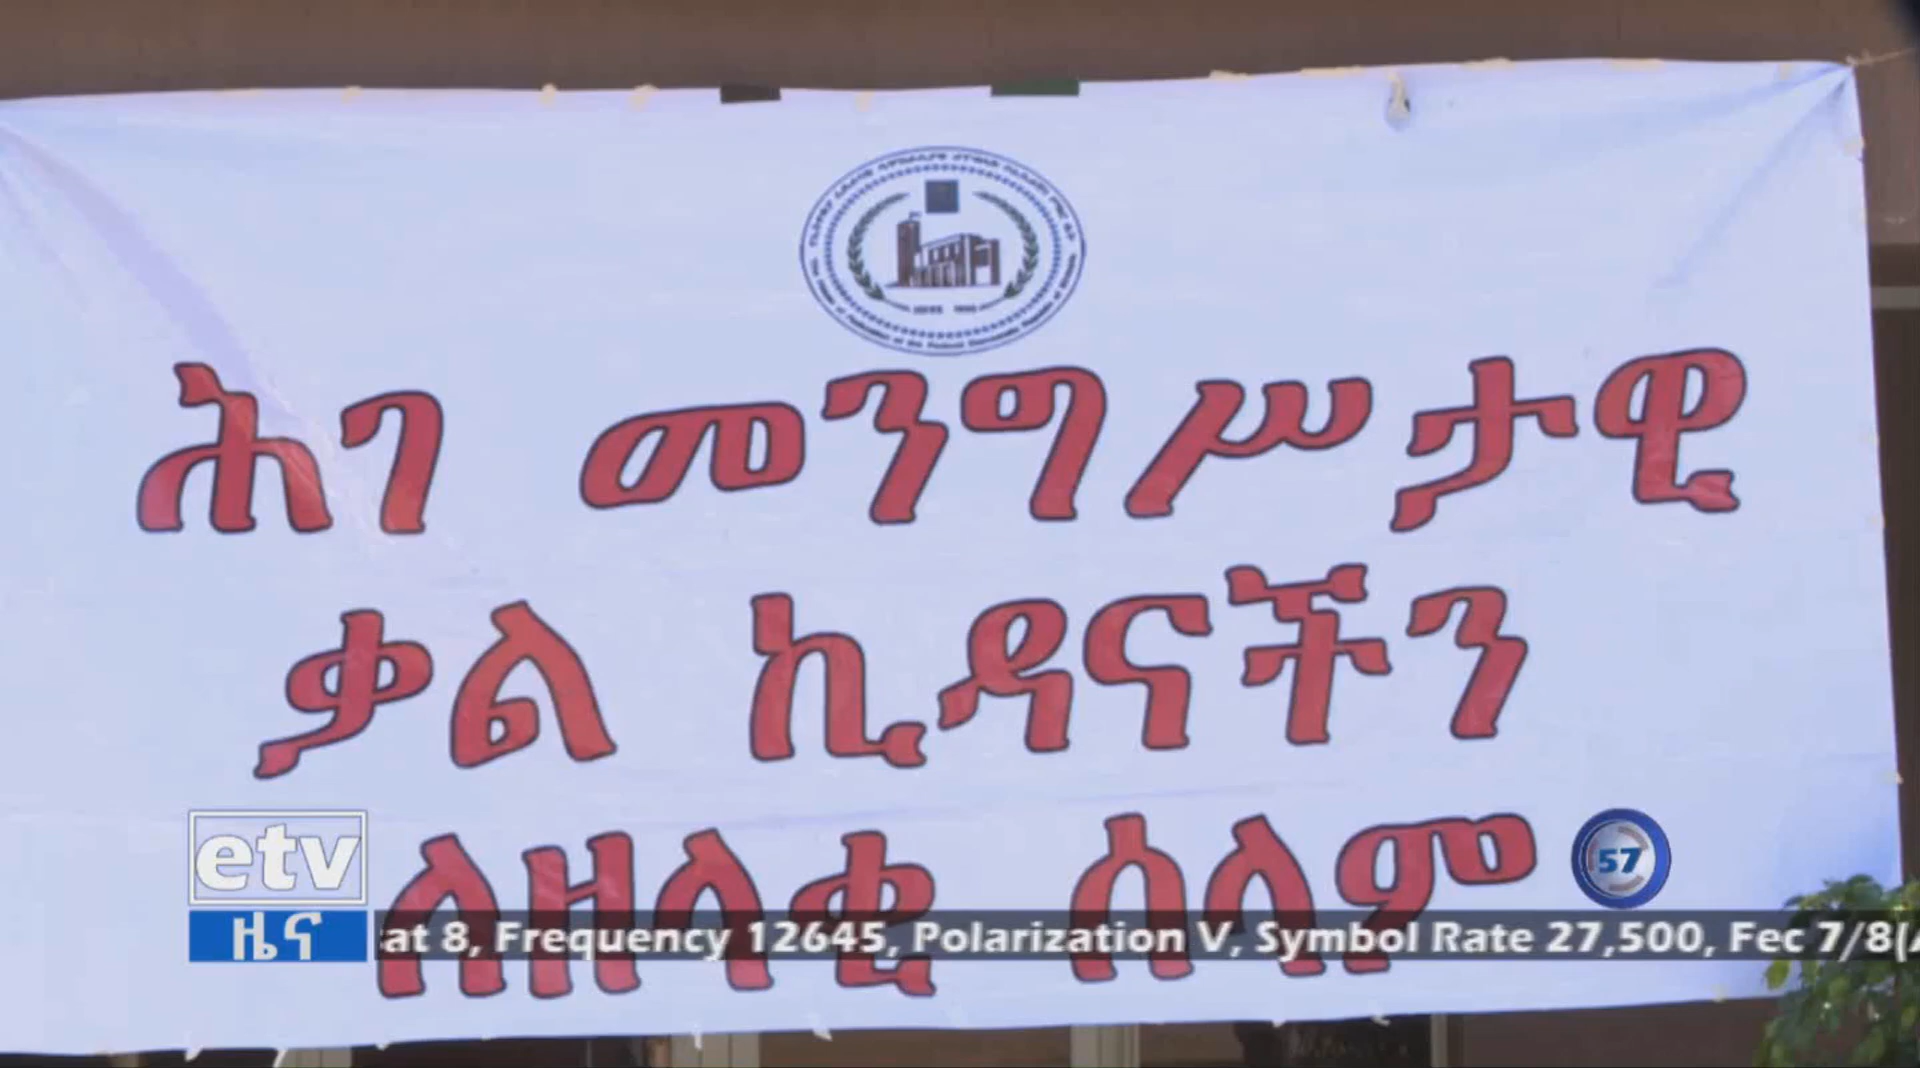 ሕገ መንግሥታዊ
ቃል ኪዳናችን
ለዘላቂ ሰላም
etv
57
ዜና
at 8, Frequency 12645, Polarization V, Symbol Rate 27,500, Fec 7/8(